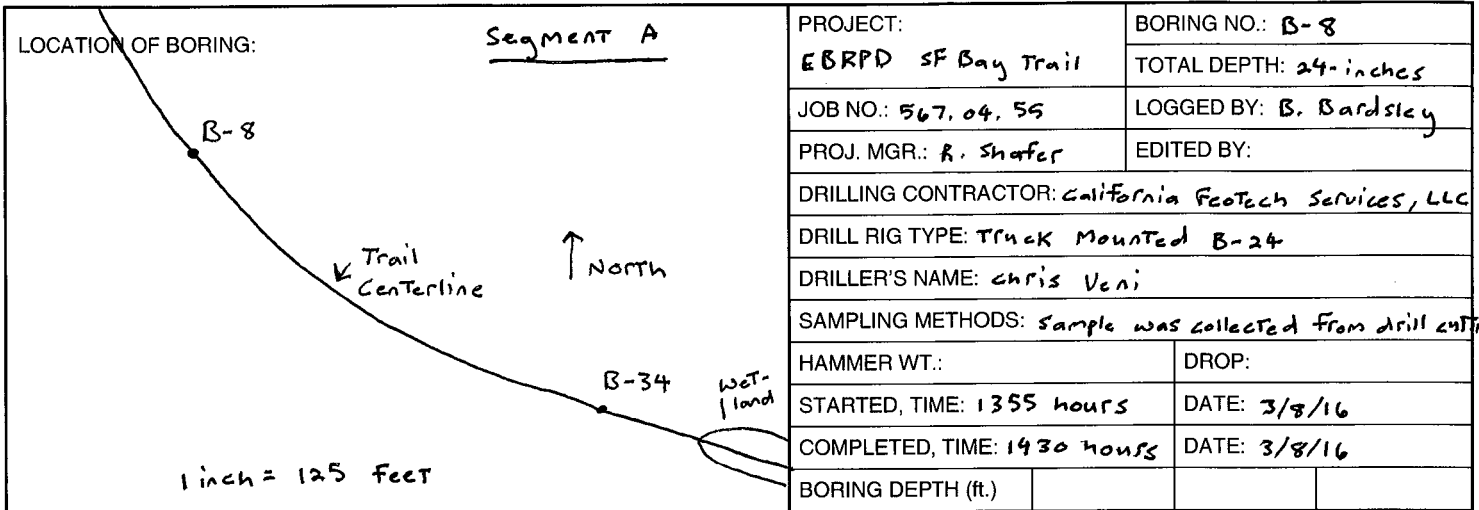 LOCATION OF BORING:
Segment A
B-8
Trail
Centerline
North
B-34
Wet-
land
1 inch = 125 feet
PROJECT:
EBRPD SF Bay Trail
BORING NO.: B-8
TOTAL DEPTH: 24-inches
JOB NO.: 567.04.55
LOGGED BY: B. Bardsley
PROJ. MGR.: R. Shafer
EDITED BY:
DRILLING CONTRACTOR: California GeoTech Services, LLC
DRILL RIG TYPE: Truck Mounted B-24
DRILLER'S NAME: Chris Veni
SAMPLING METHODS: Sample was collected from drill cutti
HAMMER WT.:
DROP:
STARTED, TIME: 1355 hours
DATE: 3/8/16
COMPLETED, TIME: 1430 hours
DATE: 3/8/16
BORING DEPTH (ft.)